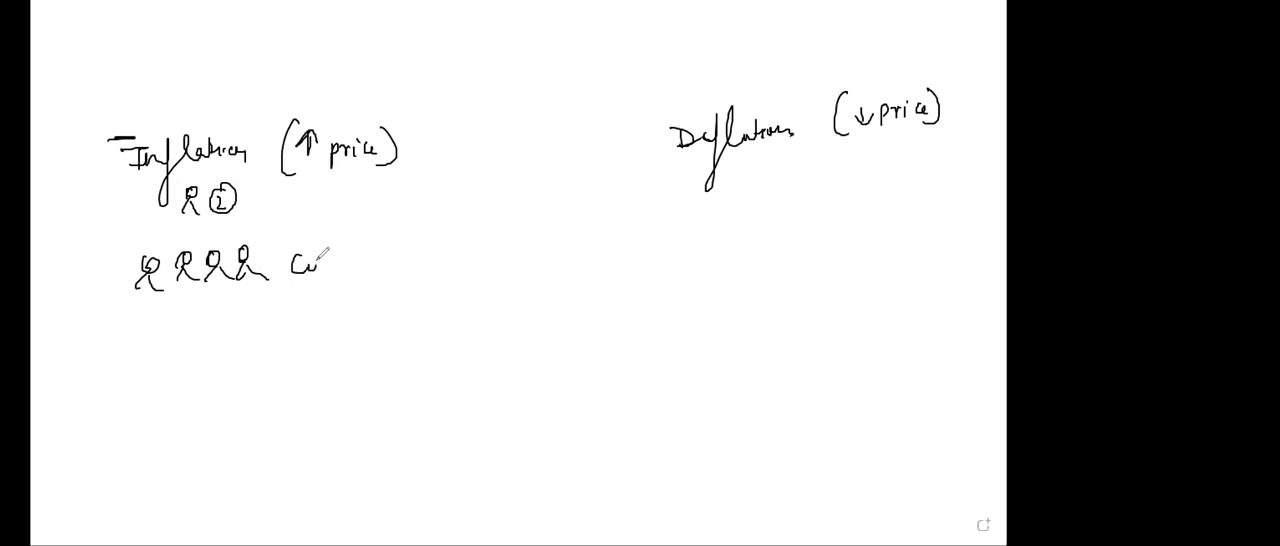 Inflation (↑ price)
Deflation (↓ price)